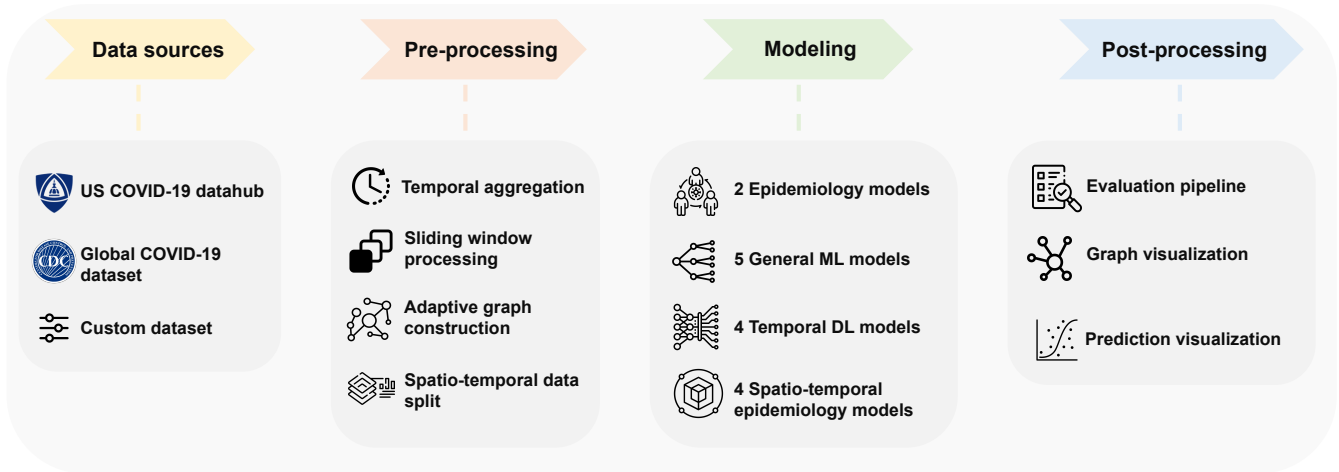 Data sources
Pre-processing
Modeling
Post-processing
US COVID-19 datahub
Global COVID-19
dataset
Custom dataset
Temporal aggregation
Sliding window
processing
Adaptive graph
construction
Spatio-temporal data
split
2 Epidemiology models
5 General ML models
4 Temporal DL models
4 Spatio-temporal
epidemiology models
Evaluation pipeline
Graph visualization
Prediction visualization
CDC